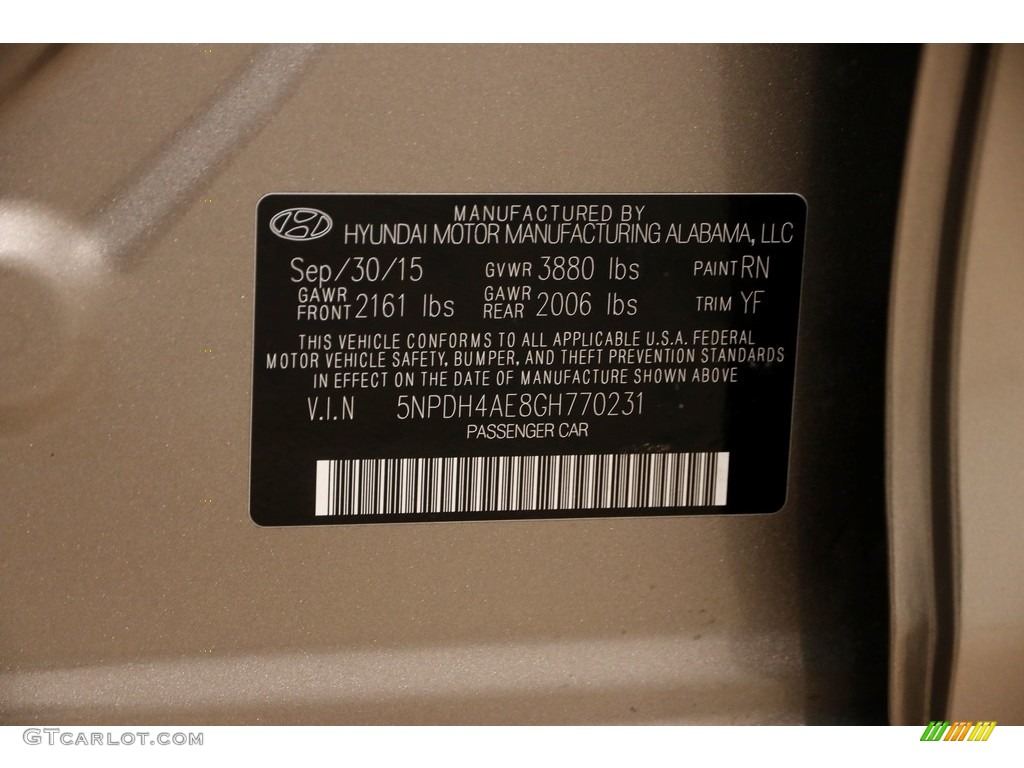 MANUFACTURED BY
HYUNDAI MOTOR MANUFACTURING ALABAMA, LLC
Sep/30/15 GVWR 3880 lbs PAINT RN
GAWR FRONT 2161 lbs GAWR REAR 2006 lbs TRIM YF
THIS VEHICLE CONFORMS TO ALL APPLICABLE U.S.A. FEDERAL
MOTOR VEHICLE SAFETY, BUMPER, AND THEFT PREVENTION STANDARDS
IN EFFECT ON THE DATE OF MANUFACTURE SHOWN ABOVE
V.I.N 5NPDH4AE8GH770231
PASSENGER CAR
GTCarlot.com